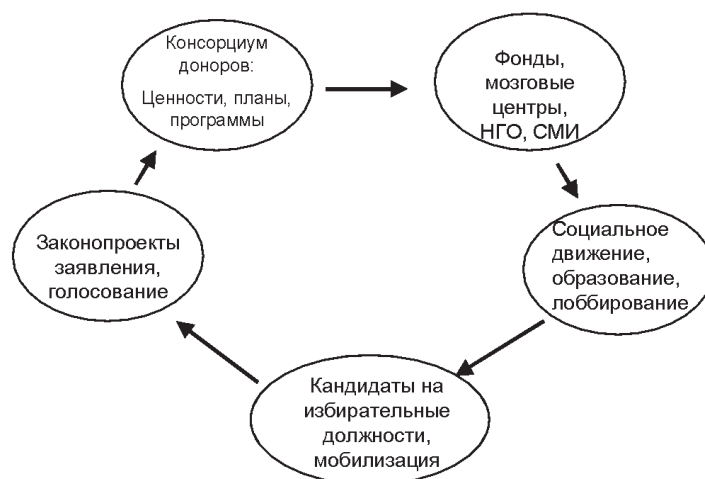 Консорциум
доноров:
Ценности, планы,
программы
Фонды,
мозговые
центры,
НГО, СМИ
Социальное
движение,
образование,
лоббирование
Кандидаты на
избирательные
должности,
мобилизация
Законопроекты
заявления,
голосование